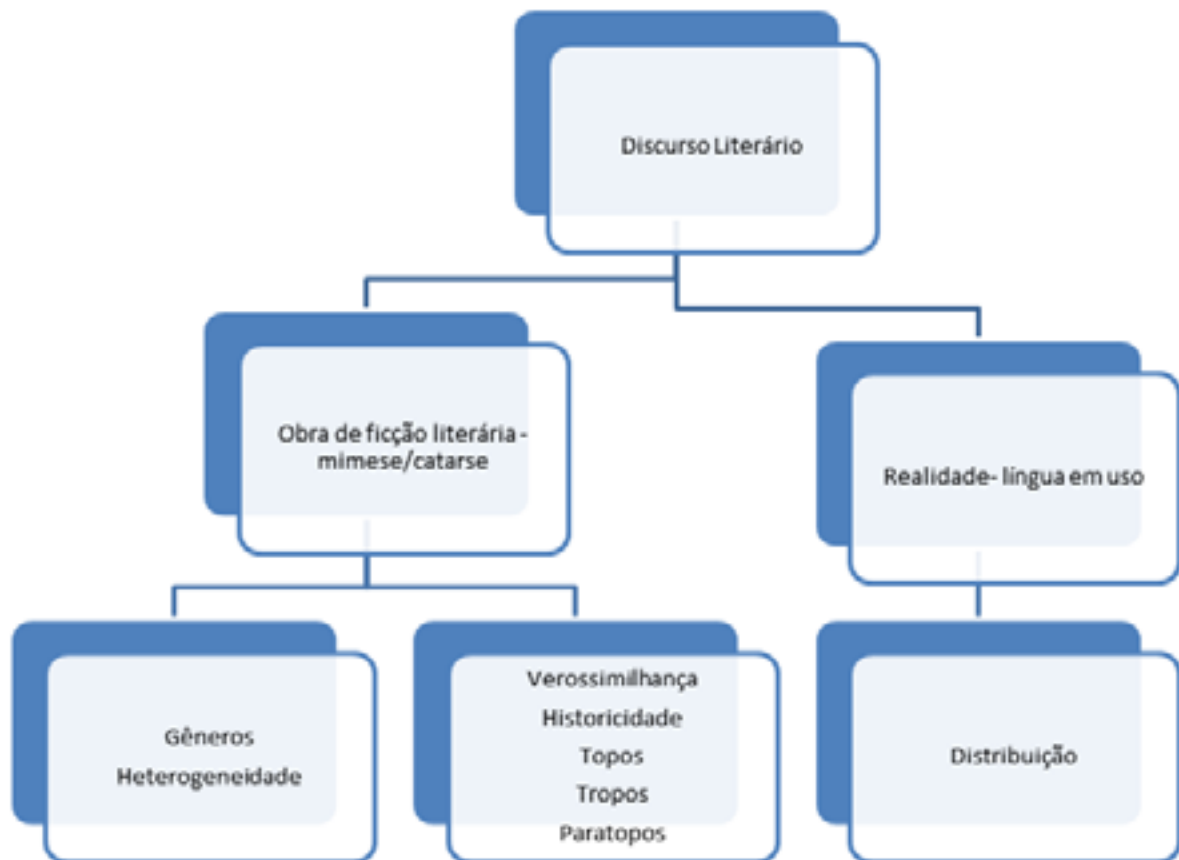 Discurso Literário
Obra de ficção literária -
mimese/catarse
Realidade- língua em uso
Gêneros
Heterogeneidade
Verossimilhança
Historicidade
Topos
Tropos
Paratopos
Distribuição